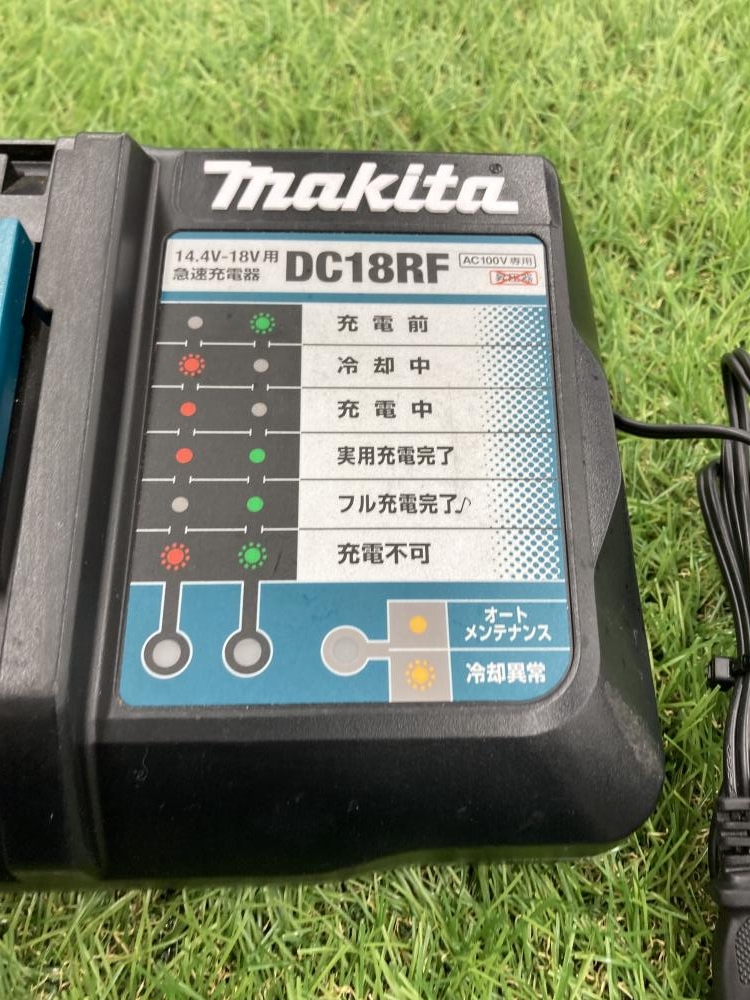 makita®
14.4V-18V用
急速充電器
DC18RF
AC100V専用
充電前
冷却中
充電中
実用充電完了
フル充電完了♪
充電不可
オート
メンテナンス
冷却異常